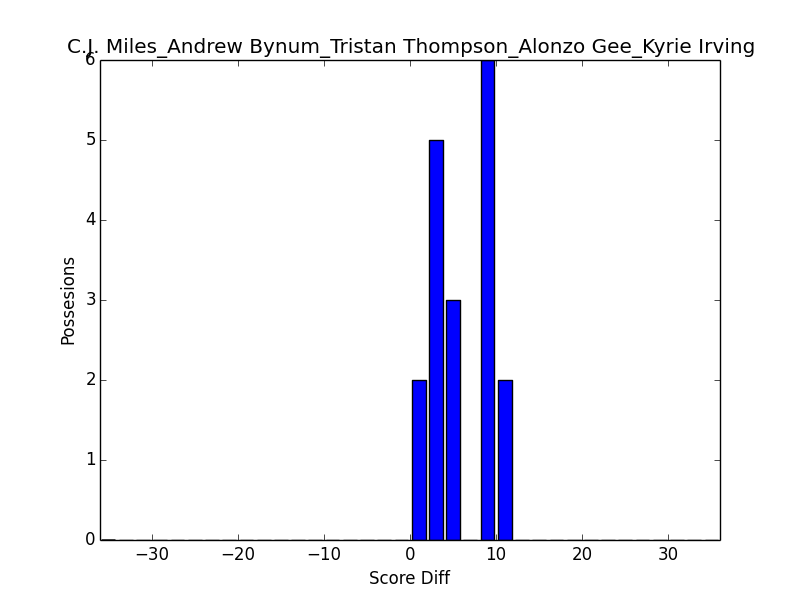 C.J. Miles_Andrew Bynum_Tristan Thompson_Alonzo Gee_Kyrie Irving
6
5
4
3
2
1
0
Possesions
−30 −20 −10 0 10 20 30
Score Diff